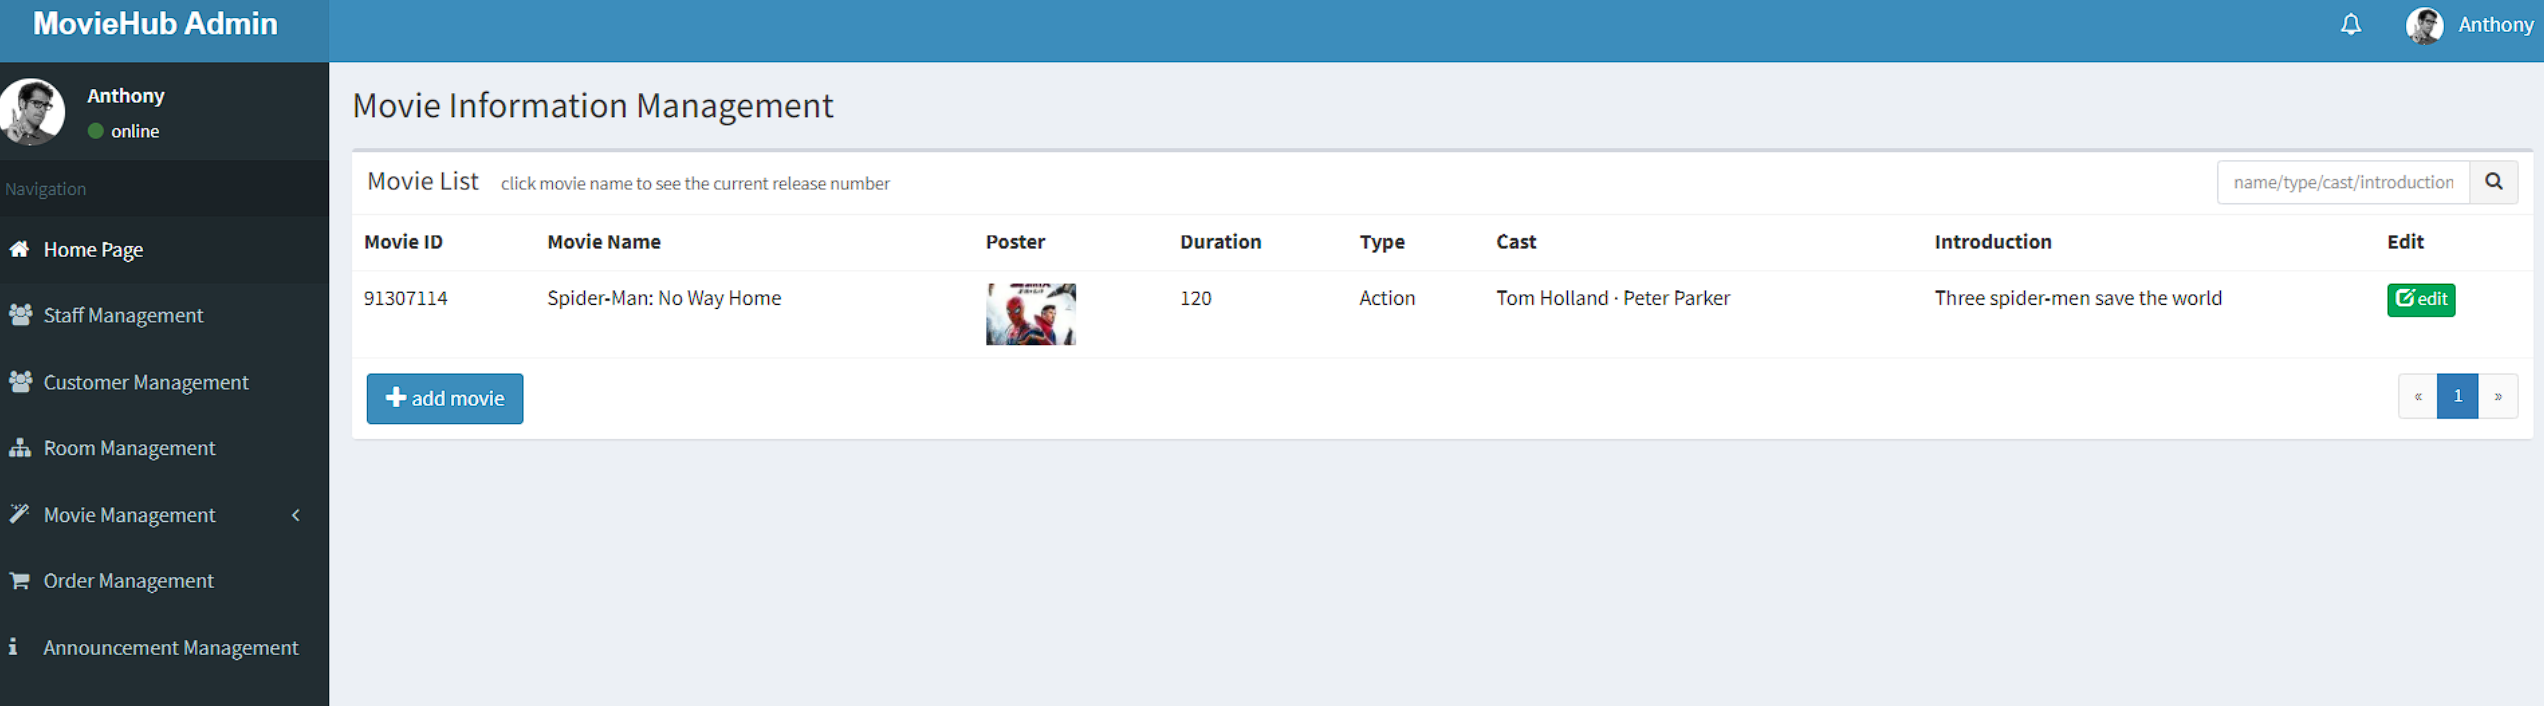 MovieHub Admin
Anthony
Anthony
online
Navigation
Home Page
Staff Management
Customer Management
Room Management
Movie Management
Order Management
Announcement Management
Movie Information Management
Movie List click movie name to see the current release number
name/type/cast/introduction
Movie ID Movie Name Poster Duration Type Cast Introduction Edit
91307114 Spider-Man: No Way Home 120 Action Tom Holland · Peter Parker Three spider-men save the world edit
add movie
« 1 »